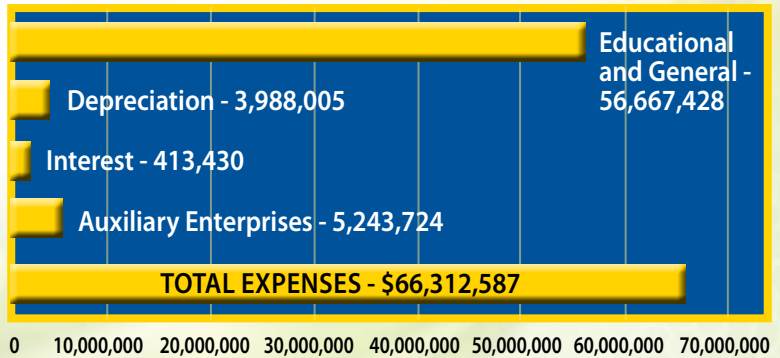 Educational
and General -
56,667,428
Depreciation - 3,988,005
Interest - 413,430
Auxiliary Enterprises - 5,243,724
TOTAL EXPENSES - $66,312,587
0 10,000,000 20,000,000 30,000,000 40,000,000 50,000,000 60,000,000 70,000,000